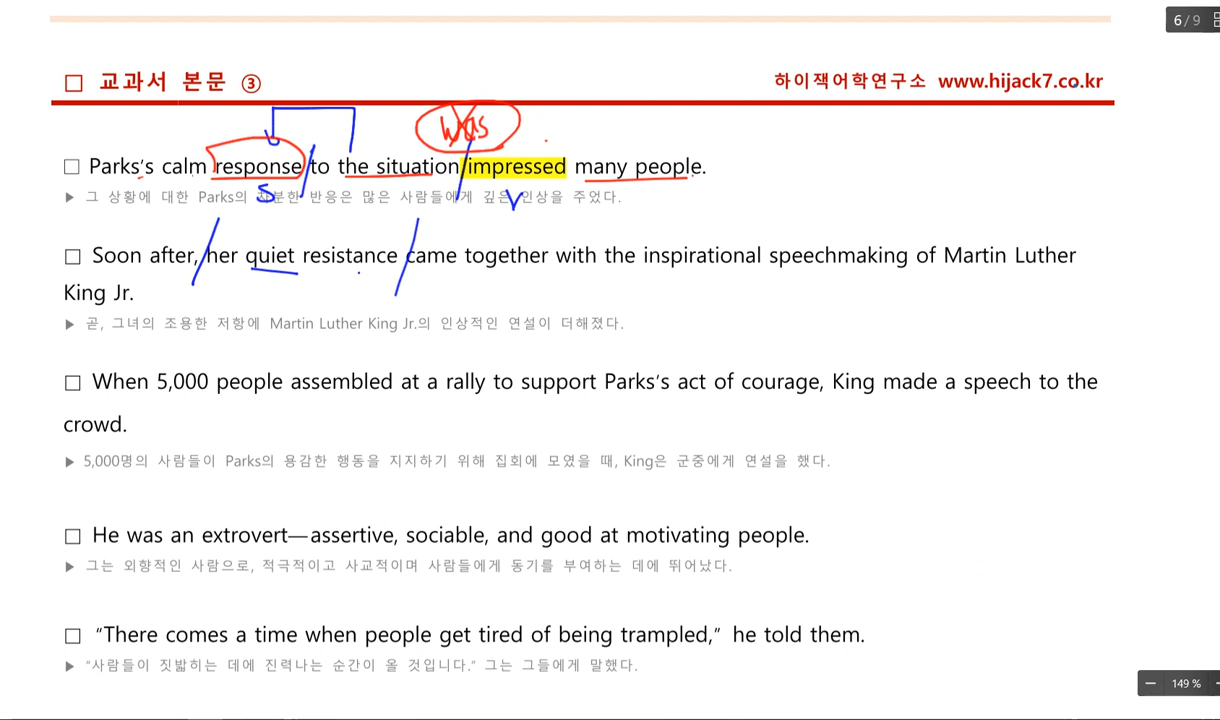 6 / 9
□ 교과서 본문 ③
하이잭어학연구소 www.hijack7.co.kr
was
□ Parks's calm response to the situation impressed many people.
S
V
▶ 그 상황에 대한 Parks의 차분한 반응은 많은 사람들에게 깊은 인상을 주었다.
□ Soon after, her quiet resistance came together with the inspirational speechmaking of Martin Luther
King Jr.
▶ 곧, 그녀의 조용한 저항에 Martin Luther King Jr.의 인상적인 연설이 더해졌다.
□ When 5,000 people assembled at a rally to support Parks's act of courage, King made a speech to the
crowd.
▶ 5,000명의 사람들이 Parks의 용감한 행동을 지지하기 위해 집회에 모였을 때, King은 군중에게 연설을 했다.
□ He was an extrovert—assertive, sociable, and good at motivating people.
▶ 그는 외향적인 사람으로, 적극적이고 사교적이며 사람들에게 동기를 부여하는 데에 뛰어났다.
□ “There comes a time when people get tired of being trampled,” he told them.
▶ “사람들이 짓밟히는 데에 진력나는 순간이 올 것입니다.” 그는 그들에게 말했다.
149 %